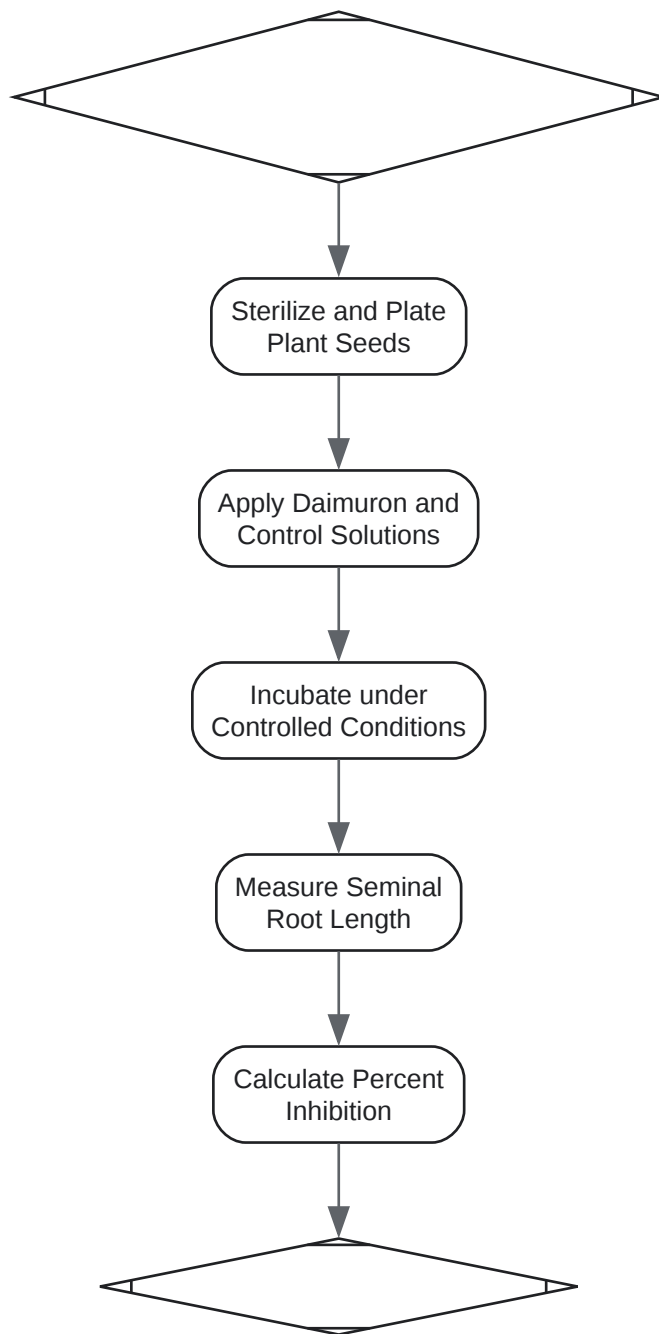 Sterilize and Plate
Plant Seeds
Apply Daimuron and
Control Solutions
Incubate under
Controlled Conditions
Measure Seminal
Root Length
Calculate Percent
Inhibition